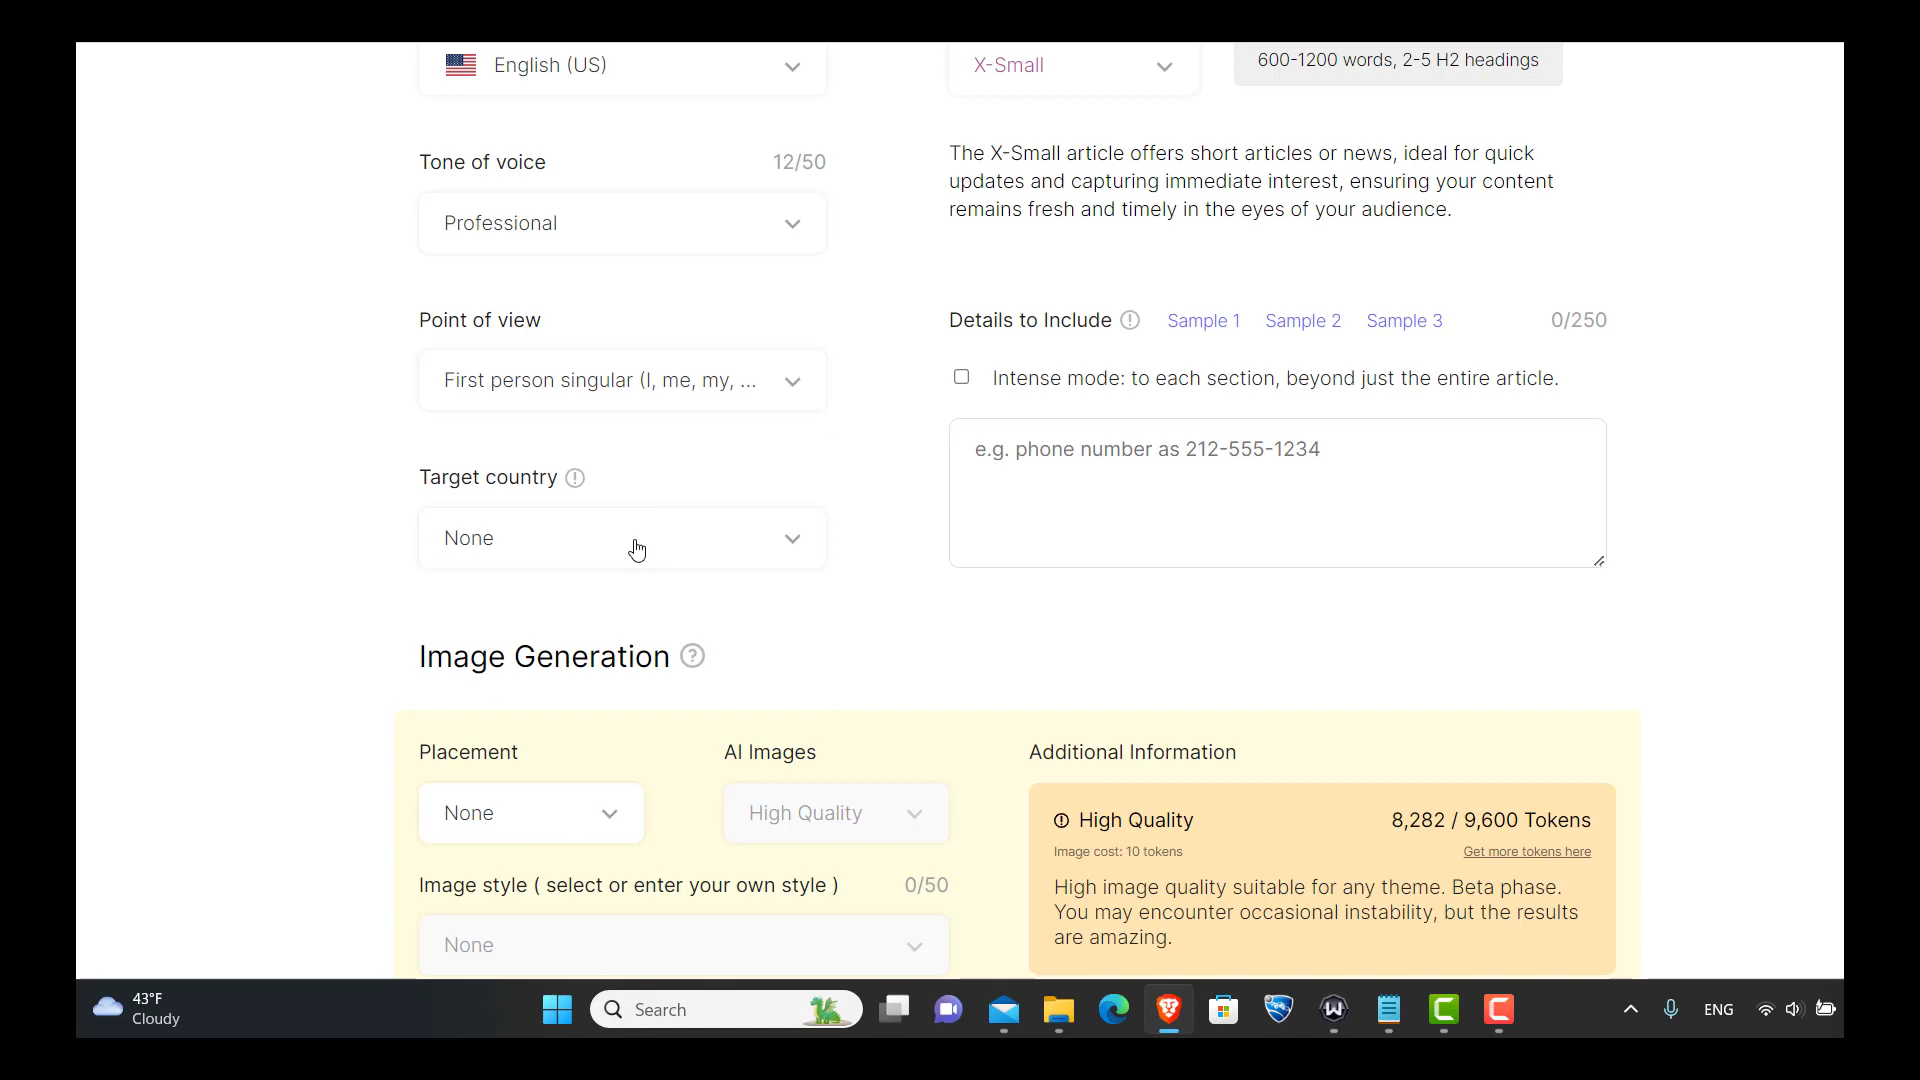 English (US)
X-Small
600-1200 words, 2-5 H2 headings
Tone of voice 12/50
Professional
The X-Small article offers short articles or news, ideal for quick
updates and capturing immediate interest, ensuring your content
remains fresh and timely in the eyes of your audience.
Point of view
First person singular (I, me, my, ...
Details to Include Sample 1 Sample 2 Sample 3 0/250
Intense mode: to each section, beyond just the entire article.
e.g. phone number as 212-555-1234
Target country
None
Image Generation
Placement
None
AI Images
High Quality
Image style ( select or enter your own style ) 0/50
None
Additional Information
High Quality 8,282 / 9,600 Tokens
Image cost: 10 tokens Get more tokens here
High image quality suitable for any theme. Beta phase.
You may encounter occasional instability, but the results
are amazing.
43°F
Cloudy
Search
ENG